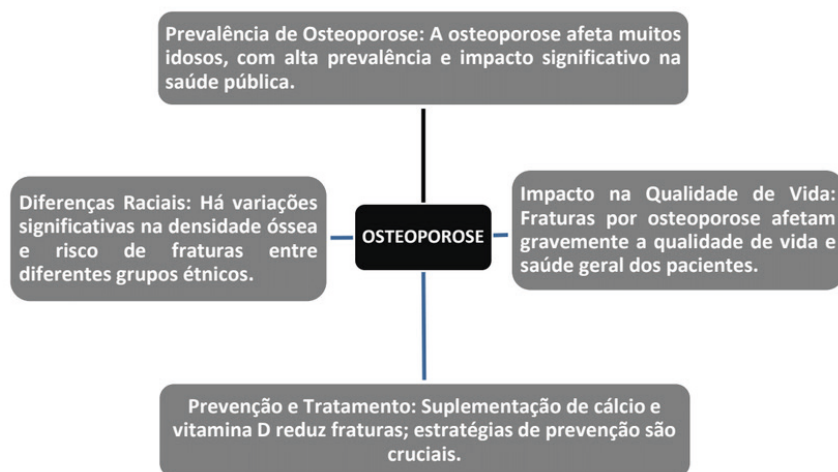 Prevalência de Osteoporose: A osteoporose afeta muitos
idosos, com alta prevalência e impacto significativo na
saúde pública.
Diferenças Raciais: Há variações
significativas na densidade óssea
e risco de fraturas entre
diferentes grupos étnicos.
OSTEOPOROSE
Impacto na Qualidade de Vida:
Fraturas por osteoporose afetam
gravemente a qualidade de vida e
saúde geral dos pacientes.
Prevenção e Tratamento: Suplementação de cálcio e
vitamina D reduz fraturas; estratégias de prevenção são
cruciais.